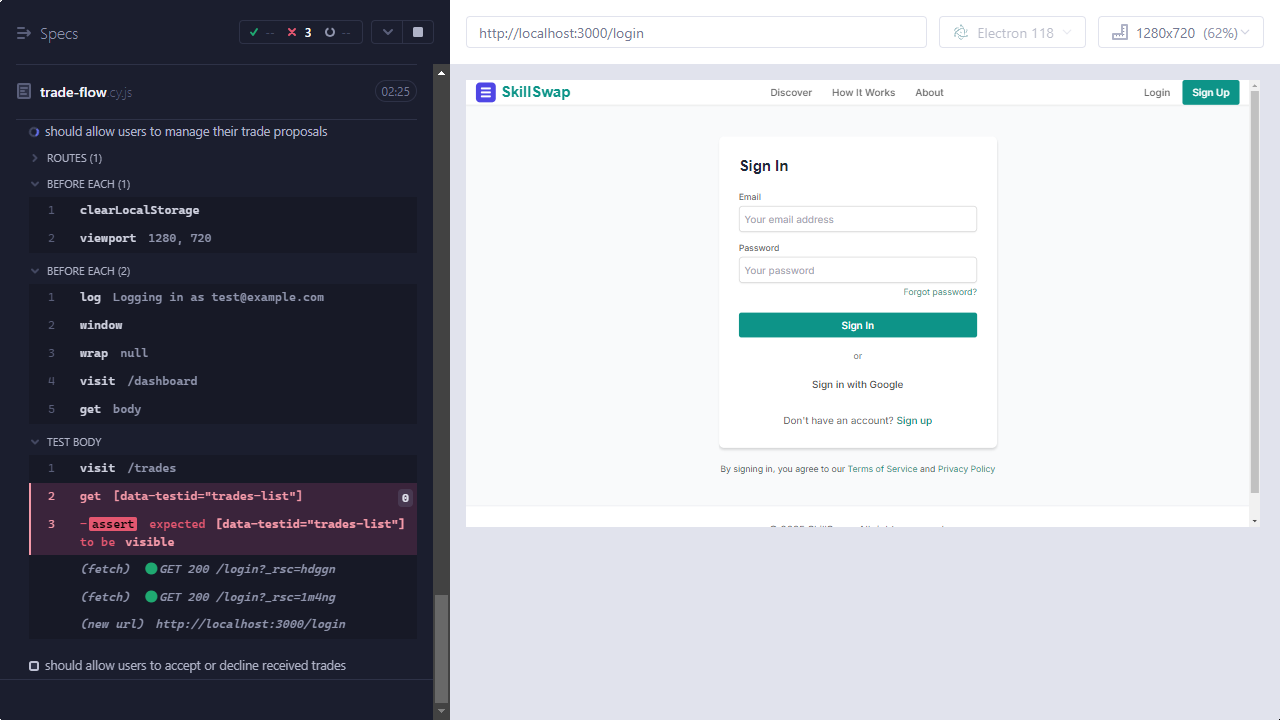 Specs
-- 3 --
trade-flow.cy.js
02:25
should allow users to manage their trade proposals
ROUTES (1)
BEFORE EACH (1)
1 clearLocalStorage
2 viewport 1280, 720
BEFORE EACH (2)
1 log Logging in as test@example.com
2 window
3 wrap null
4 visit /dashboard
5 get body
TEST BODY
1 visit /trades
2 get [data-testid="trades-list"] 0
3 -assert expected [data-testid="trades-list"]
to be visible
(fetch) GET 200 /login?_rsc=hdggn
(fetch) GET 200 /login?_rsc=1m4ng
(new url) http://localhost:3000/login
should allow users to accept or decline received trades
http://localhost:3000/login
Electron 118
1280x720 (62%)
SkillSwap
Discover How It Works About
Login Sign Up
Sign In
Email
Your email address
Password
Your password
Forgot password?
Sign In
or
Sign in with Google
Don't have an account? Sign up
By signing in, you agree to our Terms of Service and Privacy Policy